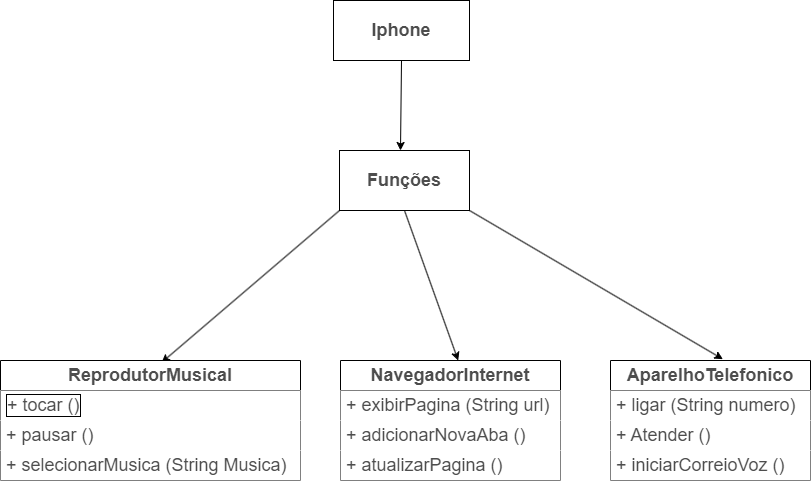 Iphone
Funções
ReprodutorMusical
+ tocar ()
+ pausar ()
+ selecionarMusica (String Musica)
NavegadorInternet
+ exibirPagina (String url)
+ adicionarNovaAba ()
+ atualizarPagina ()
AparelhoTelefonico
+ ligar (String numero)
+ Atender ()
+ iniciarCorreioVoz ()